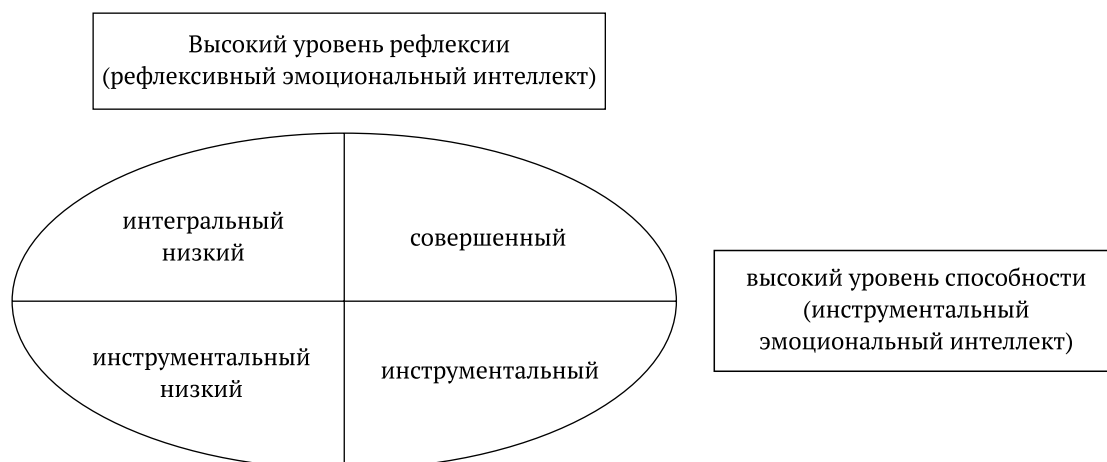 Высокий уровень рефлексии
(рефлексивный эмоциональный интеллект)
интегральный
низкий
совершенный
высокий уровень способности
(инструментальный
эмоциональный интеллект)
инструментальный
низкий
инструментальный